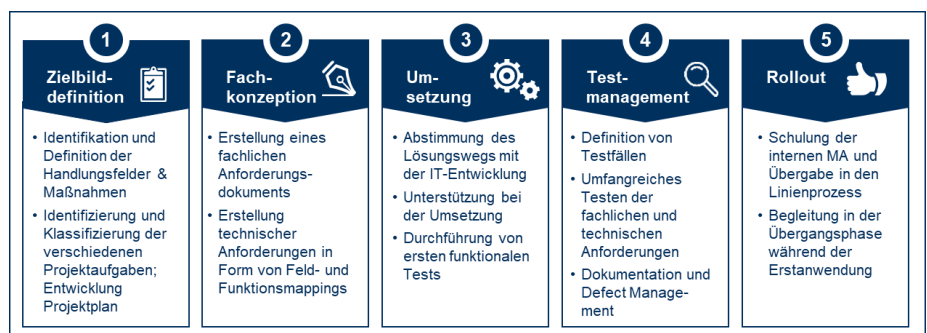 1
Zielbild-
definition
• Identifikation und
Definition der
Handlungsfelder &
Maßnahmen
• Identifizierung und
Klassifizierung der
verschiedenen
Projektaufgaben;
Entwicklung
Projektplan
2
Fach-
konzeption
• Erstellung eines
fachlichen
Anforderungs-
dokuments
• Erstellung
technischer
Anforderungen in
Form von Feld- und
Funktionsmappings
3
Um-
setzung
• Abstimmung des
Lösungswegs mit
der IT-Entwicklung
• Unterstützung bei
der Umsetzung
• Durchführung von
ersten funktionalen
Tests
4
Test-
management
• Definition von
Testfällen
• Umfangreiches
Testen der
fachlichen und
technischen
Anforderungen
• Dokumentation und
Defect Manage-
ment
5
Rollout
• Schulung der
internen MA und
Übergabe in den
Linienprozess
• Begleitung in der
Übergangsphase
während der
Erstanwendung